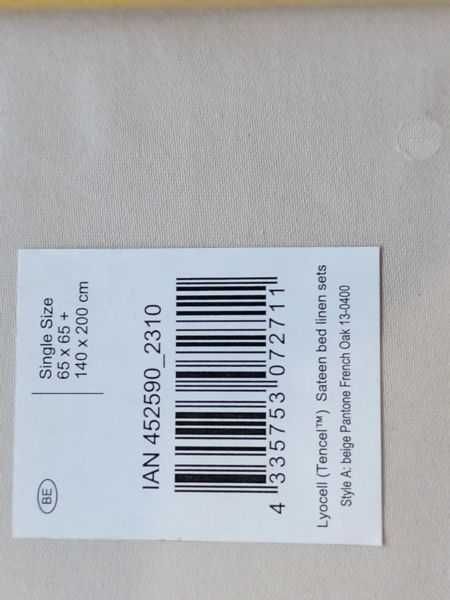 BE
Single Size
65 x 65 +
140 x 200 cm
IAN 452590_2310
4 335753 072711
Lyocell (Tencel™) Sateen bed linen sets
Style A: beige Pantone French Oak 13-0400